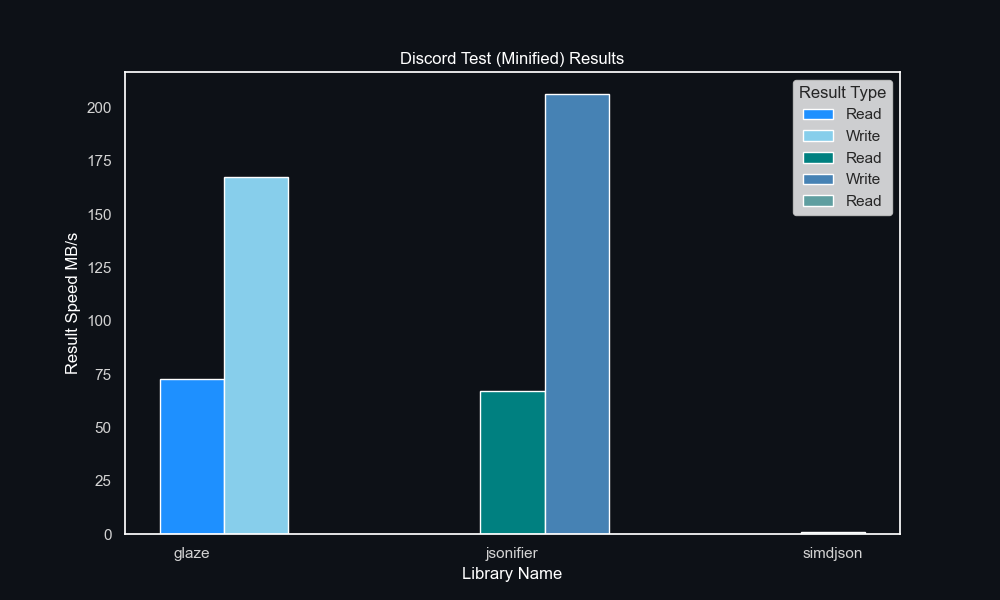 Discord Test (Minified) Results
Result Type
Read
Write
Read
Write
Read
Result Speed MB/s
200
175
150
125
100
75
50
25
0
glaze
jsonifier
simdjson
Library Name